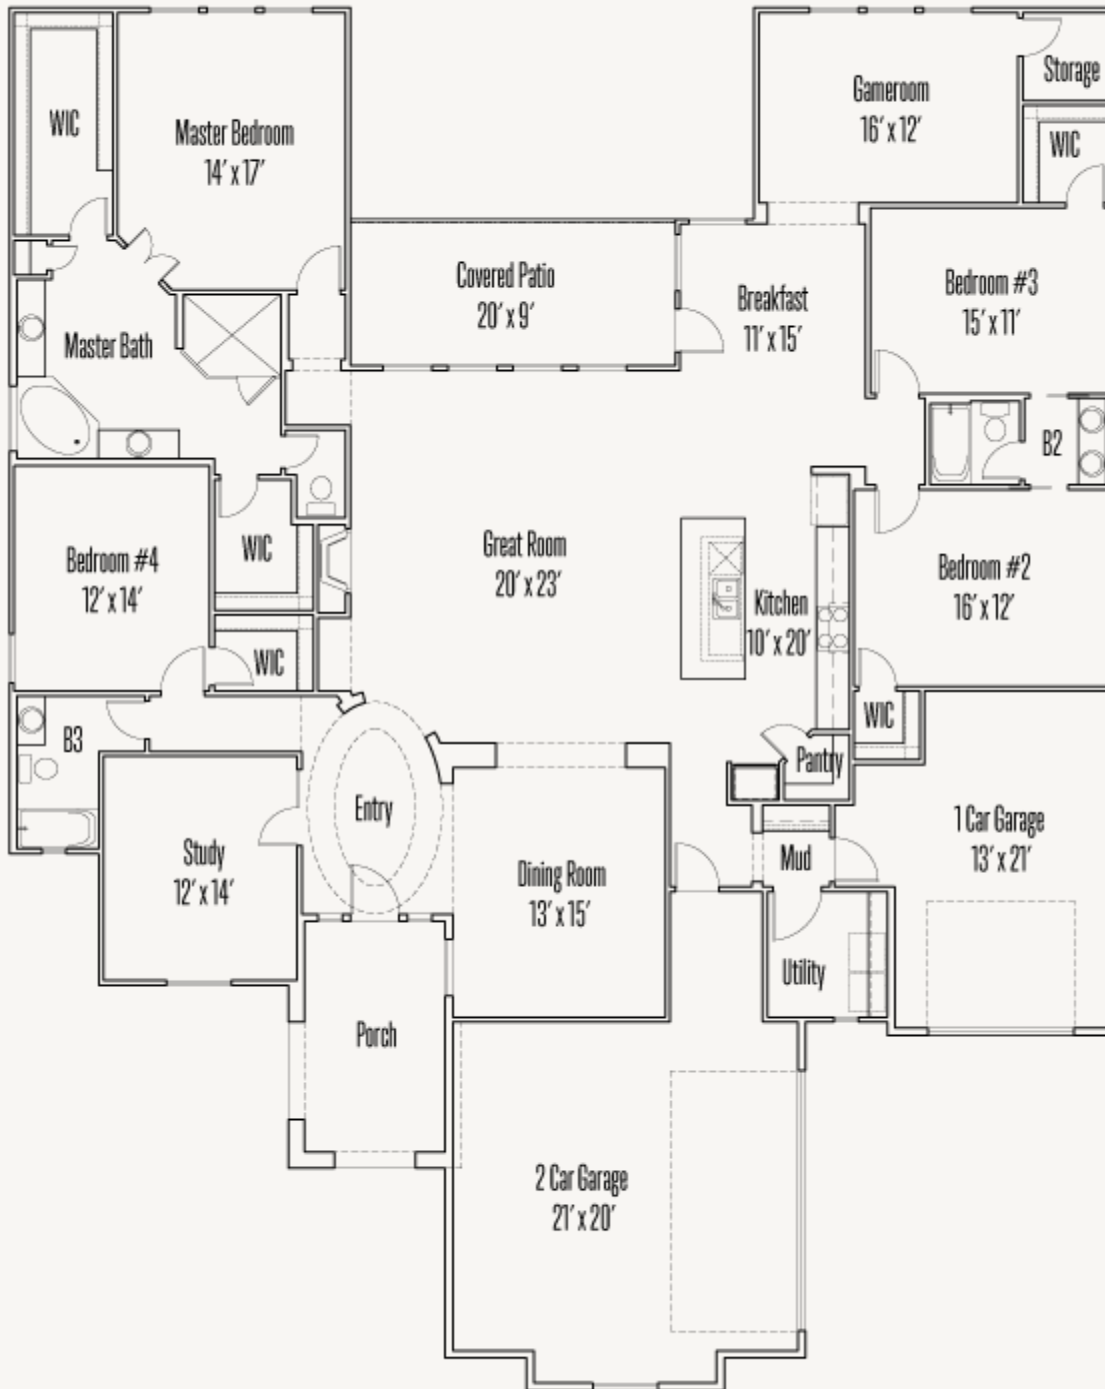 WIC
Master Bedroom
14' x 17'
Gameroom
16' x 12'
Storage
WIC
Covered Patio
20' x 9'
Breakfast
11' x 15'
Bedroom #3
15' x 11'
Master Bath
B2
Bedroom #4
12' x 14'
WIC
Great Room
20' x 23'
Kitchen
10' x 20'
Bedroom #2
16' x 12'
WIC
WIC
B3
Pantry
Entry
Study
12' x 14'
Dining Room
13' x 15'
Mud
1 Car Garage
13' x 21'
Utility
Porch
2 Car Garage
21' x 20'